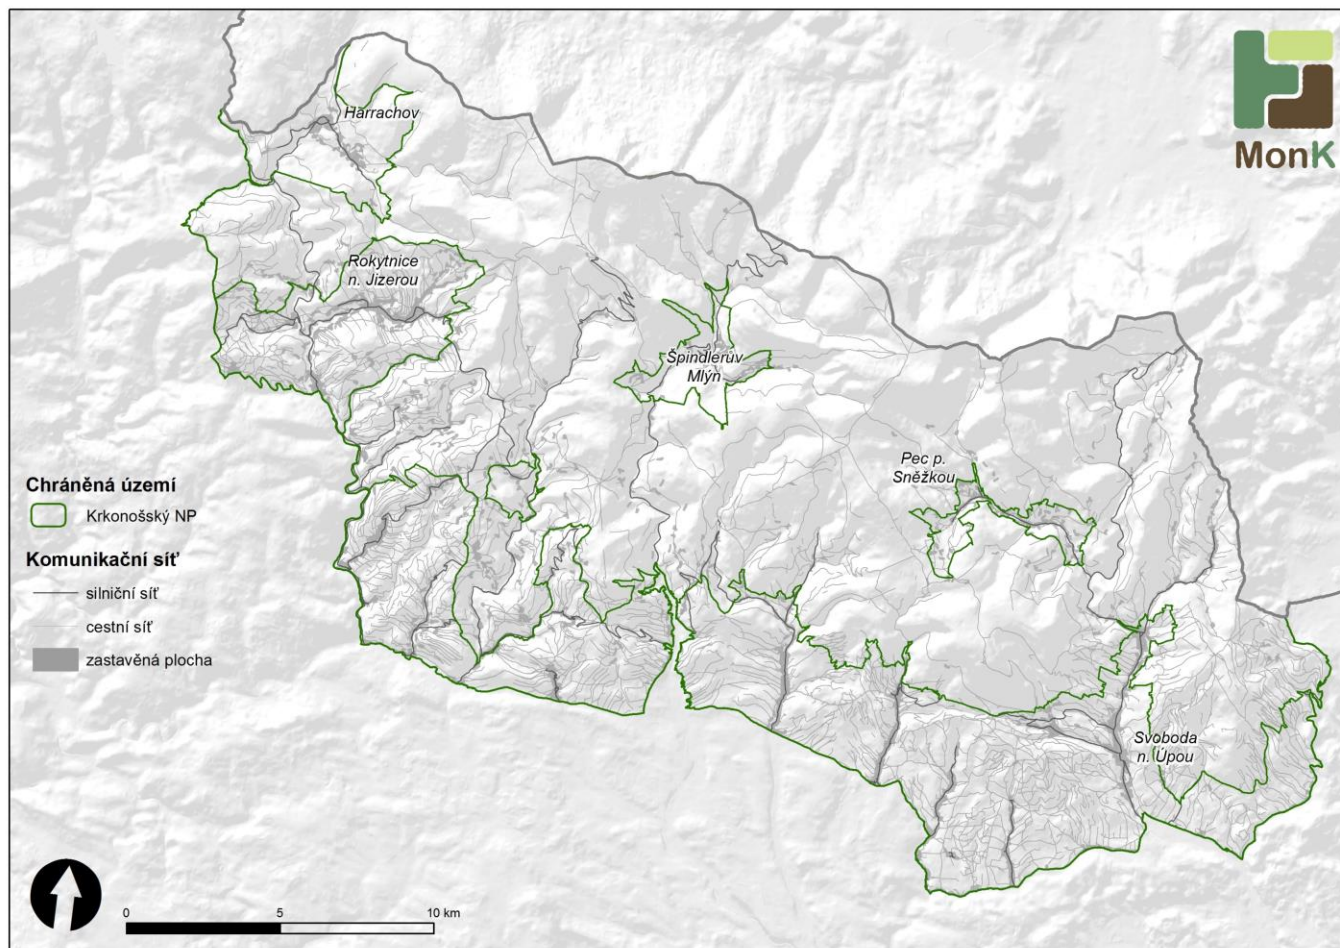 MonK
Harrachov
Rokytnice
n. Jizerou
Špindlerův
Mlýn
Pec p.
Sněžkou
Svoboda
n. Úpou
Chráněná území
Krkonošský NP
Komunikační síť
silniční síť
cestní síť
zastavěná plocha
0 5 10 km